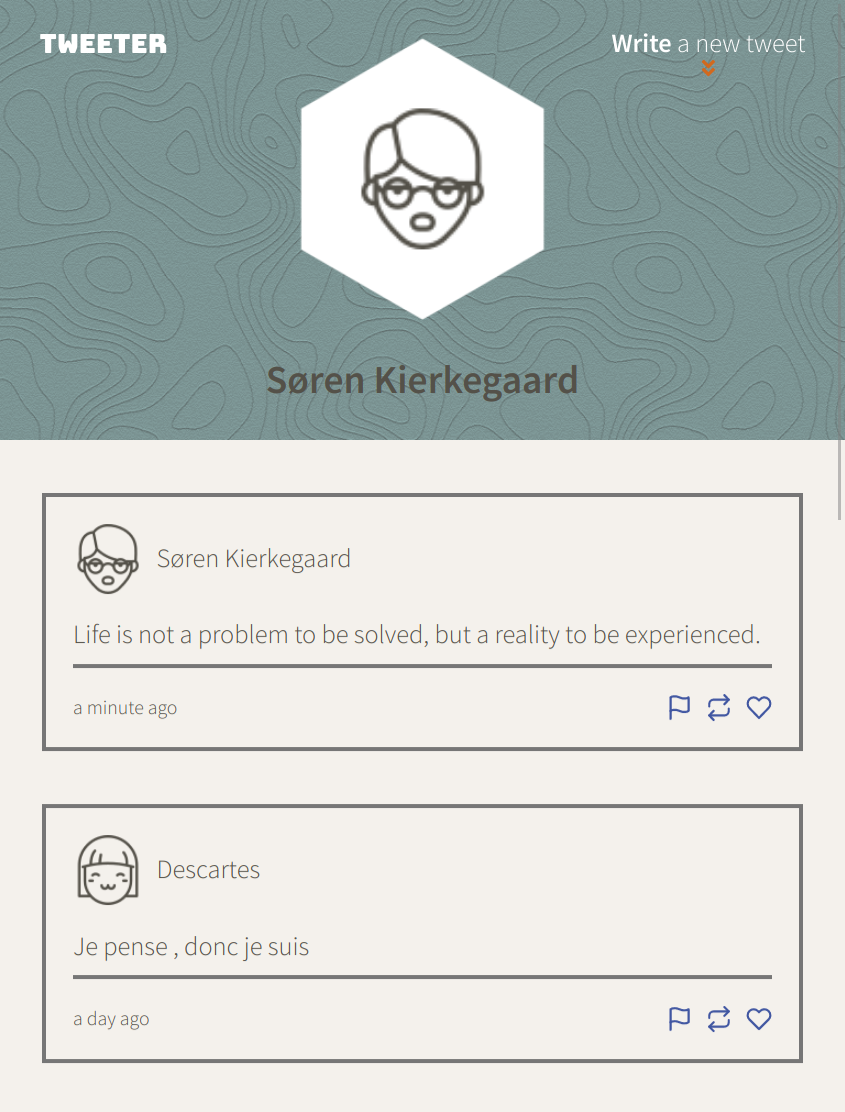 TWEETER
Write a new tweet
Søren Kierkegaard
Søren Kierkegaard
Life is not a problem to be solved, but a reality to be experienced.
a minute ago
Descartes
Je pense , donc je suis
a day ago